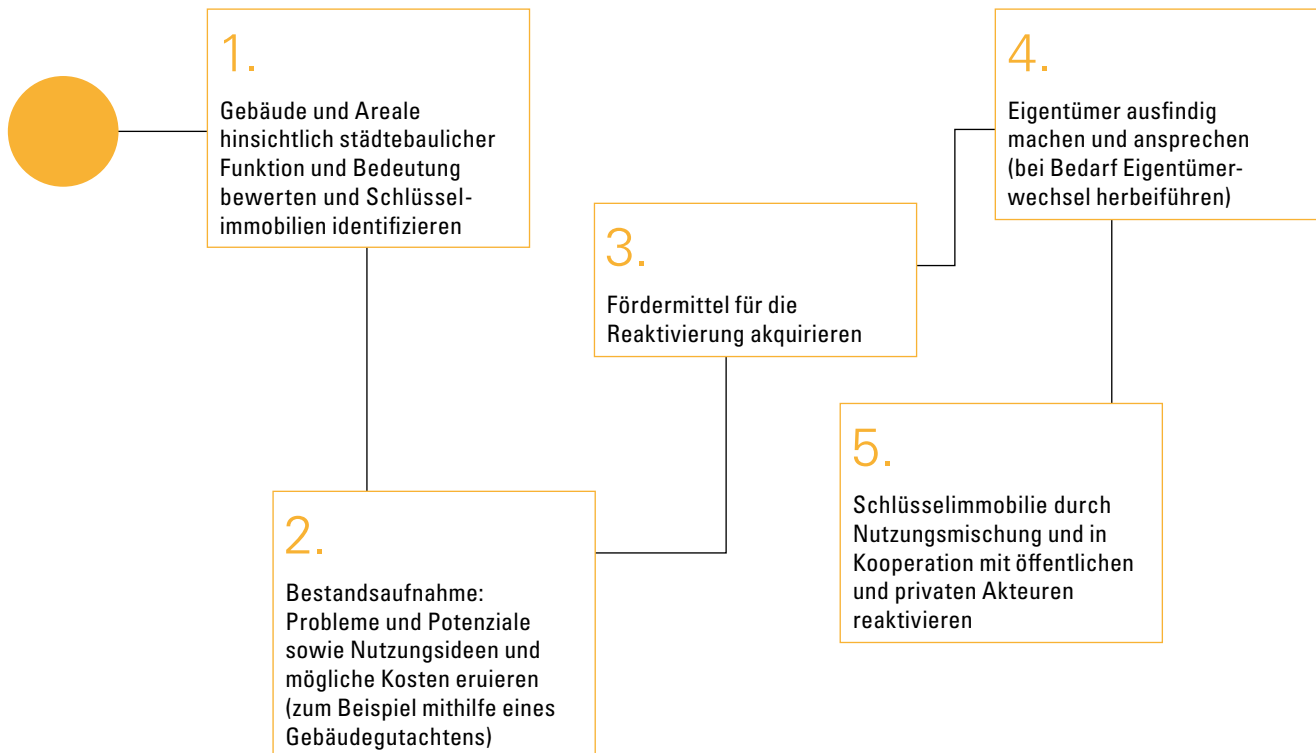 1.
Gebäude und Areale
hinsichtlich städtebaulicher
Funktion und Bedeutung
bewerten und Schlüssel-
immobilien identifizieren
2.
Bestandsaufnahme:
Probleme und Potenziale
sowie Nutzungsideen und
mögliche Kosten eruieren
(zum Beispiel mithilfe eines
Gebäudegutachtens)
3.
Fördermittel für die
Reaktivierung akquirieren
4.
Eigentümer ausfindig
machen und ansprechen
(bei Bedarf Eigentümer-
wechsel herbeiführen)
5.
Schlüsselimmobilie durch
Nutzungsmischung und in
Kooperation mit öffentlichen
und privaten Akteuren
reaktivieren